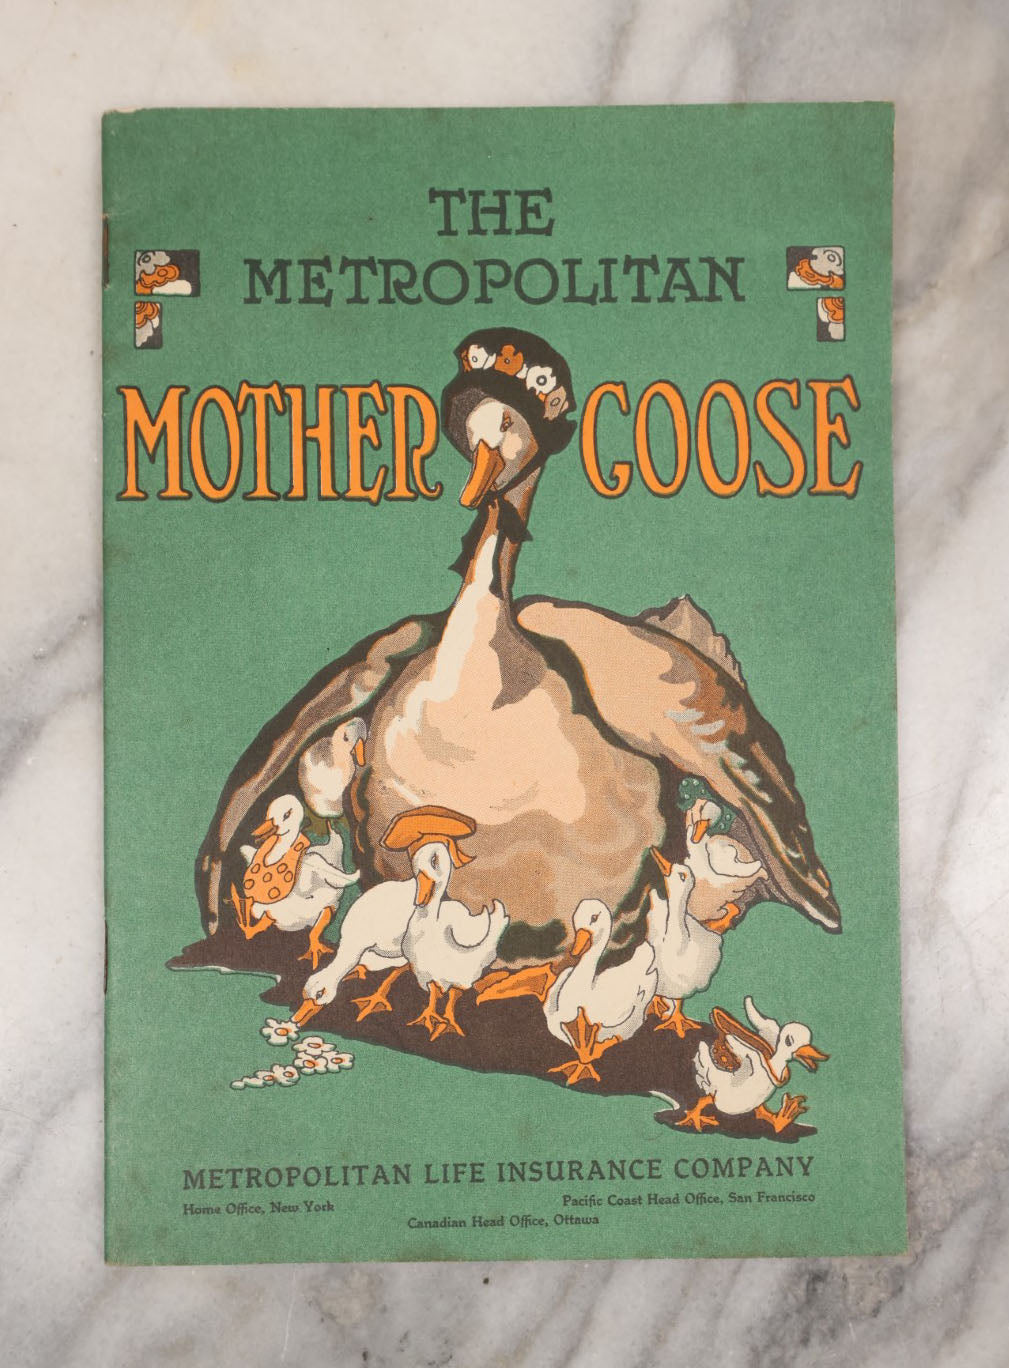 THE
METROPOLITAN
MOTHER GOOSE
METROPOLITAN LIFE INSURANCE COMPANY
Home Office, New York
Pacific Coast Head Office, San Francisco
Canadian Head Office, Ottawa